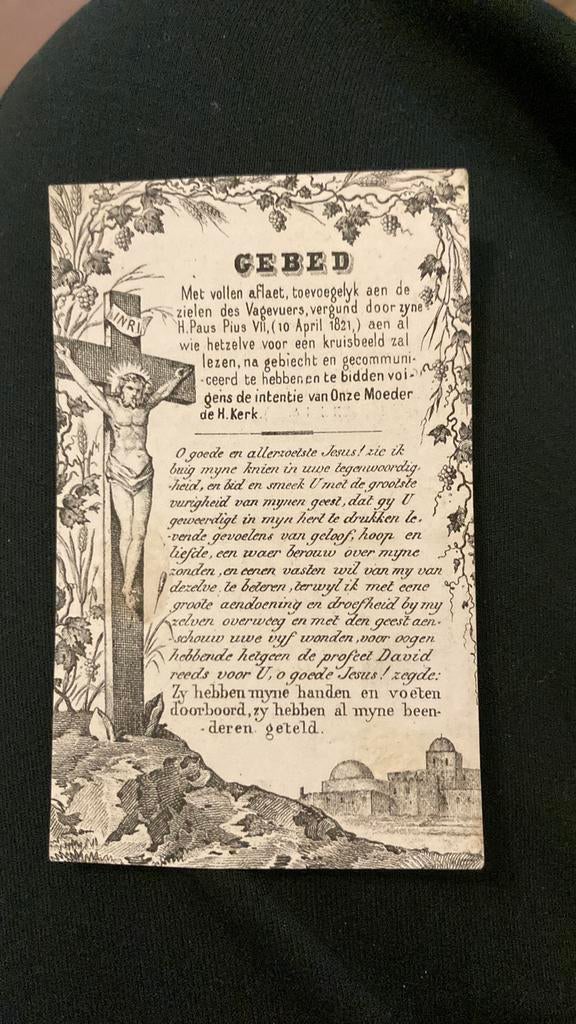 INRI
GEBED
Met vollen aflaet, toevoegelyk aen de
zielen des Vagevuers, vergund door zyne
H. Paus Pius VII, (10 April 1821,) aen al
wie hetzelve voor een kruisbeeld zal
lezen, na gebiecht en gecommuni-
-ceerd te hebben en te bidden vol-
gens de intentie van Onze Moeder
de H. Kerk.
O goede en allerzoetste Jesus! zie ik
buig myne knien in uwe tegenwoordig-
-heid, en bid en smeek U met de grootste
vurigheid van mynen geest, dat gy U
geweerdigt in myn hert te drukken le-
-vende gevoelens van geloof, hoop en
liefde, een waer berouw over myne
zonden, en eenen vasten wil van my van
dezelve te beteren, terwyl ik met eene
groote aendoening en droefheid by my
zelven overweeg en met den geest aen-
-schouw uwe vyf wonden, voor oogen
hebbende hetgeen de profeet David
reeds voor U, o goede Jesus! zegde:
Zy hebben myne handen en voeten
doorboord, zy hebben al myne been-
-deren geteld.